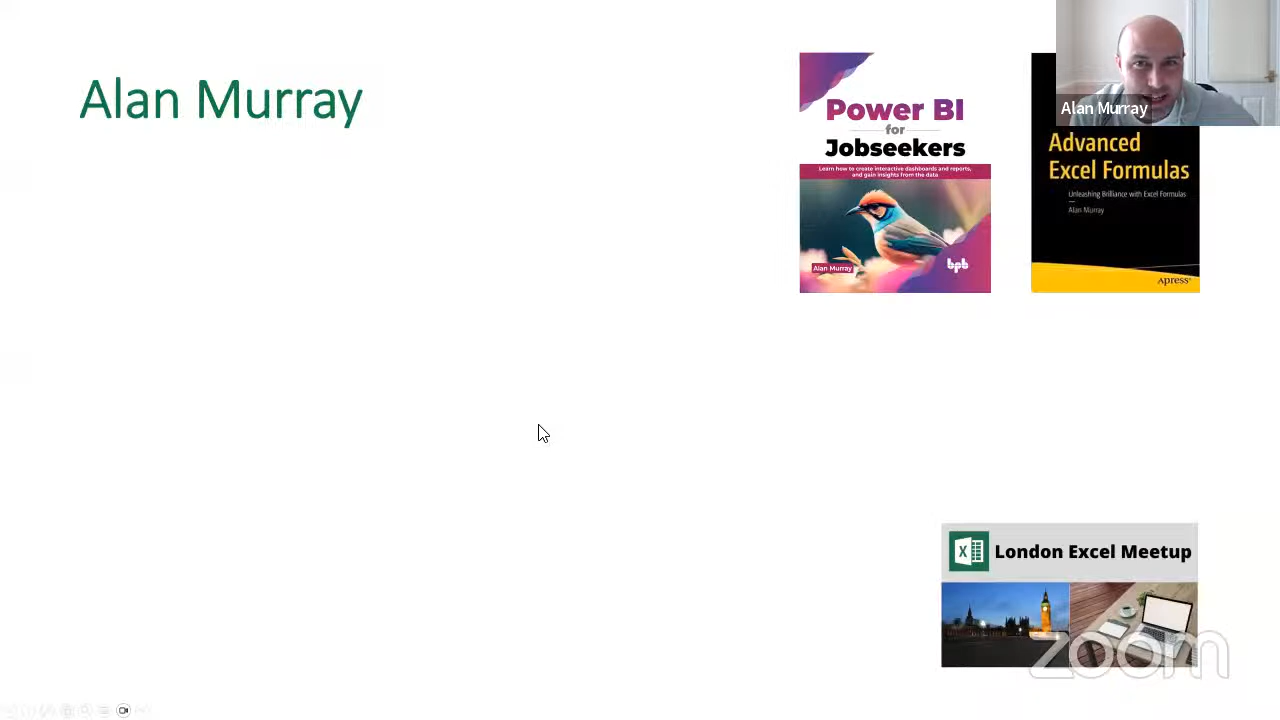 Alan Murray
Power BI
for
Jobseekers
Learn how to create interactive dashboards and reports,
and gain insights from the data
Alan Murray
bpb
Alan Murray
Advanced
Excel Formulas
Unleashing Brilliance with Excel Formulas
Alan Murray
Apress
London Excel Meetup
zoom